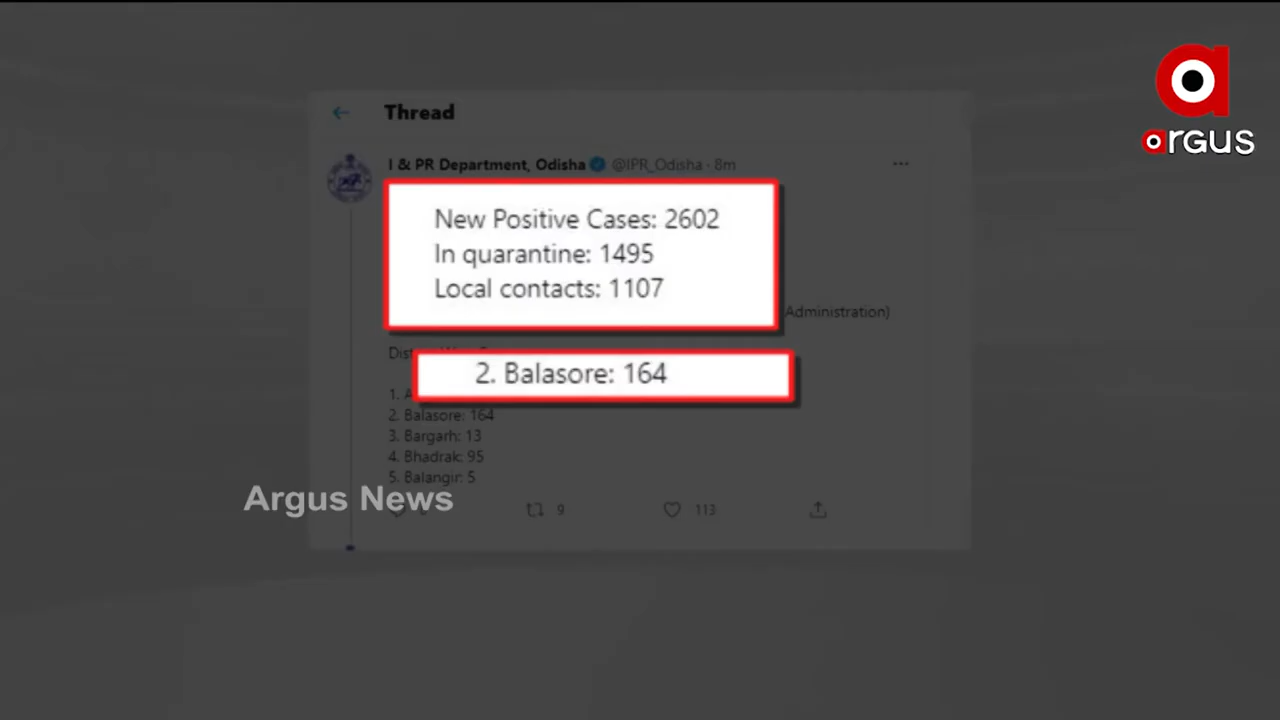 argus
Thread
I & PR Department, Odisha @IPR_Odisha · 8m
New Positive Cases: 2602
In quarantine: 1495
Local contacts: 1107
Administration)
2. Balasore: 164
1. A
2. Balasore: 164
3. Bargarh: 13
4. Bhadrak: 95
5. Balangir: 5
Argus News
9 113